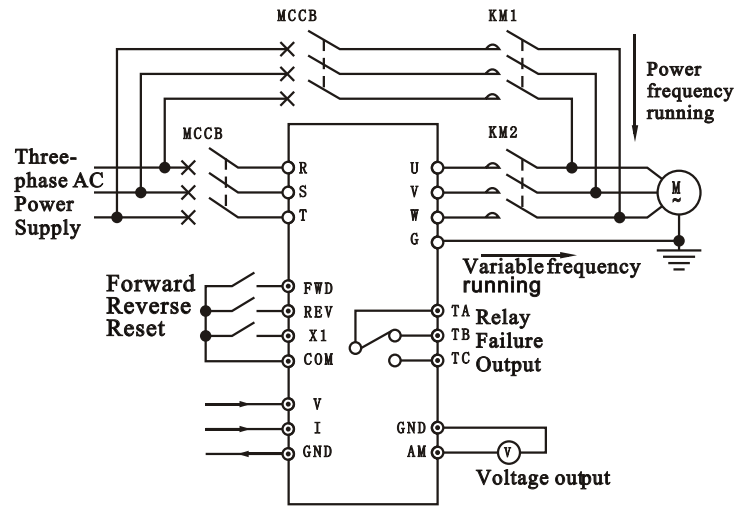 MCCB
KM1
Power
frequency
running
MCCB
KM2
Three-
phase AC
Power
Supply
R
S
T
U
V
W
G
M
~
Variable frequency
running
Forward
Reverse
Reset
FWD
REV
X1
COM
TA
TB
TC
Relay
Failure
Output
V
I
GND
GND
AM
V
Voltage output